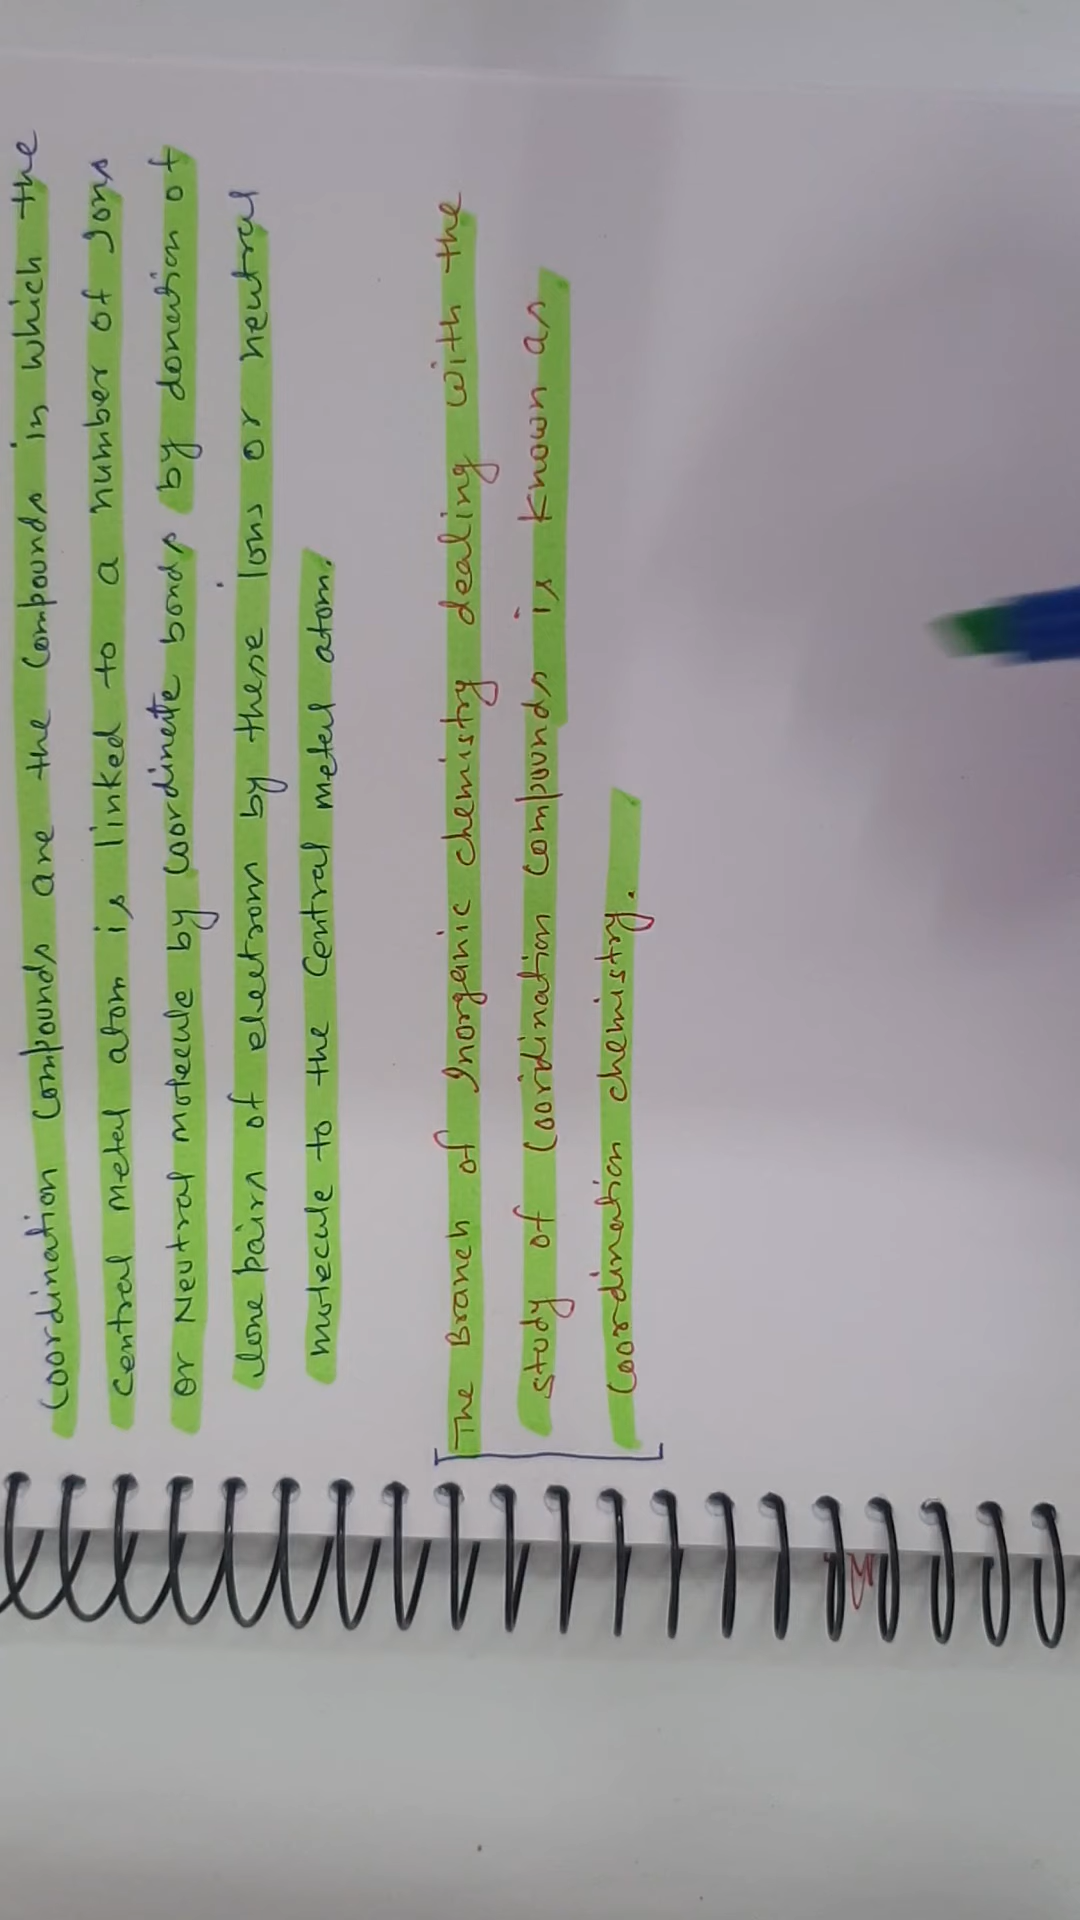 Coordination Compounds are the Compounds in which the
central metal atom is linked to a number of Ions
or Neutral molecule by Coordinate bonds by donation of
lone pairs of electrons by these Ions or neutral
molecule to the Central metal atom.
The Branch of Inorganic chemistry dealing with the
study of Coordination Compounds is known as
Coordination chemistry.